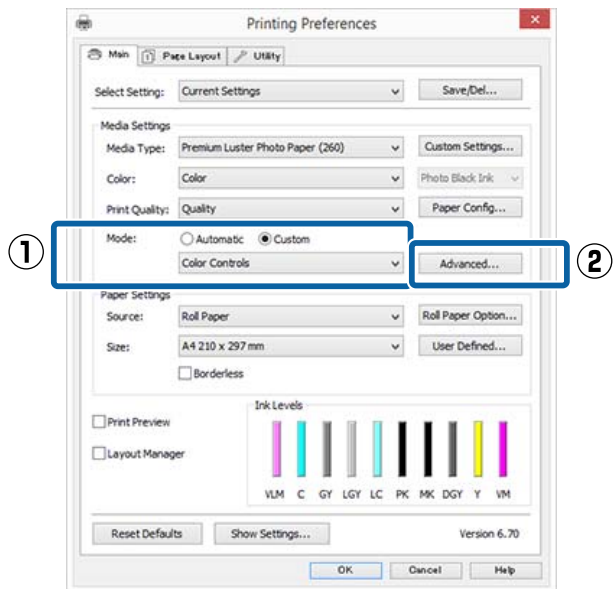 Printing Preferences
Main Page Layout Utility
Select Setting: Current Settings Save/Del...
Media Settings
Media Type: Premium Luster Photo Paper (260) Custom Settings...
Color: Color Photo Black Ink
Print Quality: Quality Paper Config...
Mode: Automatic Custom
① Color Controls Advanced... ②
Paper Settings
Source: Roll Paper Roll Paper Option...
Size: A4 210 x 297 mm User Defined...
Borderless
Ink Levels
Print Preview
Layout Manager
VLM C GY LGY LC PK MK DGY Y VM
Reset Defaults Show Settings... Version 6.70
OK Cancel Help